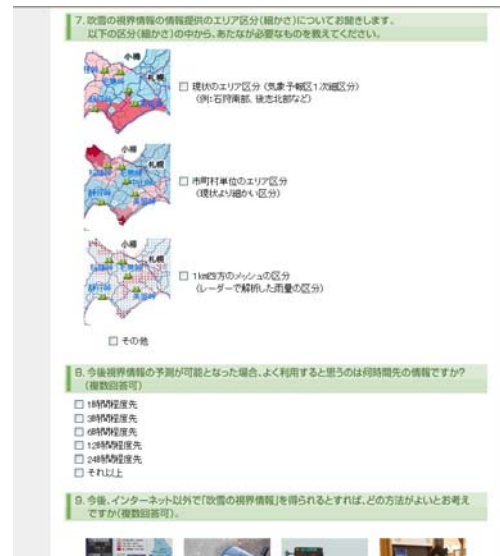 7. 吹雪の視界情報の情報提供のエリア区分(細かさ)についてお聞きします。
以下の区分(細かさ)の中から、あたなが必要なものを教えてください。
小樽
札幌
現状のエリア区分(気象予報区1次細区分)
(例:石狩南部、後志北部など)
小樽
札幌
市町村単位のエリア区分
(現状より細かい区分)
小樽
札幌
1km四方のメッシュの区分
(レーダーで解析した雨量の区分)
その他
8. 今後視界情報の予測が可能となった場合、よく利用すると思うのは何時間先の情報ですか?
(複数回答可)
1時間程度先
3時間程度先
6時間程度先
12時間程度先
24時間程度先
それ以上
9. 今後、インターネット以外で「吹雪の視界情報」を得られるとすれば、どの方法がよいとお考え
ですか(複数回答可)。